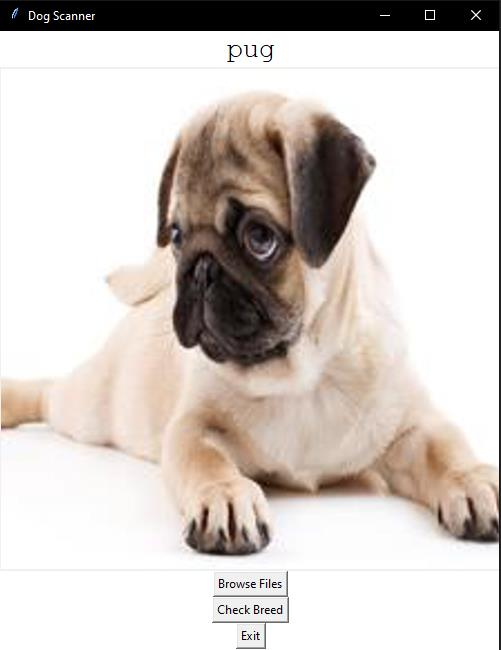 Dog Scanner
pug
Browse Files
Check Breed
Exit